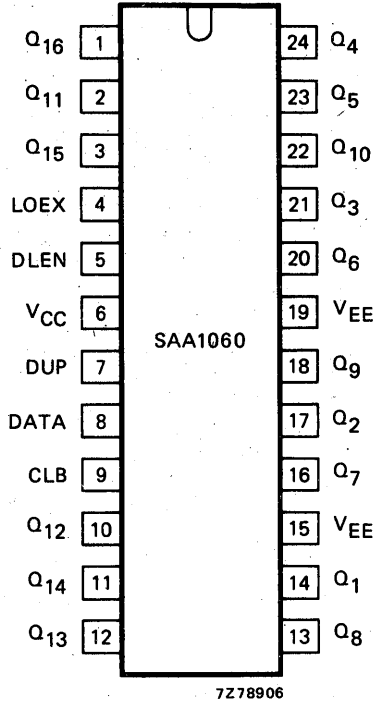 Q16 1 24 Q4
Q11 2 23 Q5
Q15 3 22 Q10
LOEX 4 21 Q3
DLEN 5 20 Q6
VCC 6 19 VEE
SAA1060
DUP 7 18 Q9
DATA 8 17 Q2
CLB 9 16 Q7
Q12 10 15 VEE
Q14 11 14 Q1
Q13 12 13 Q8
7Z78906